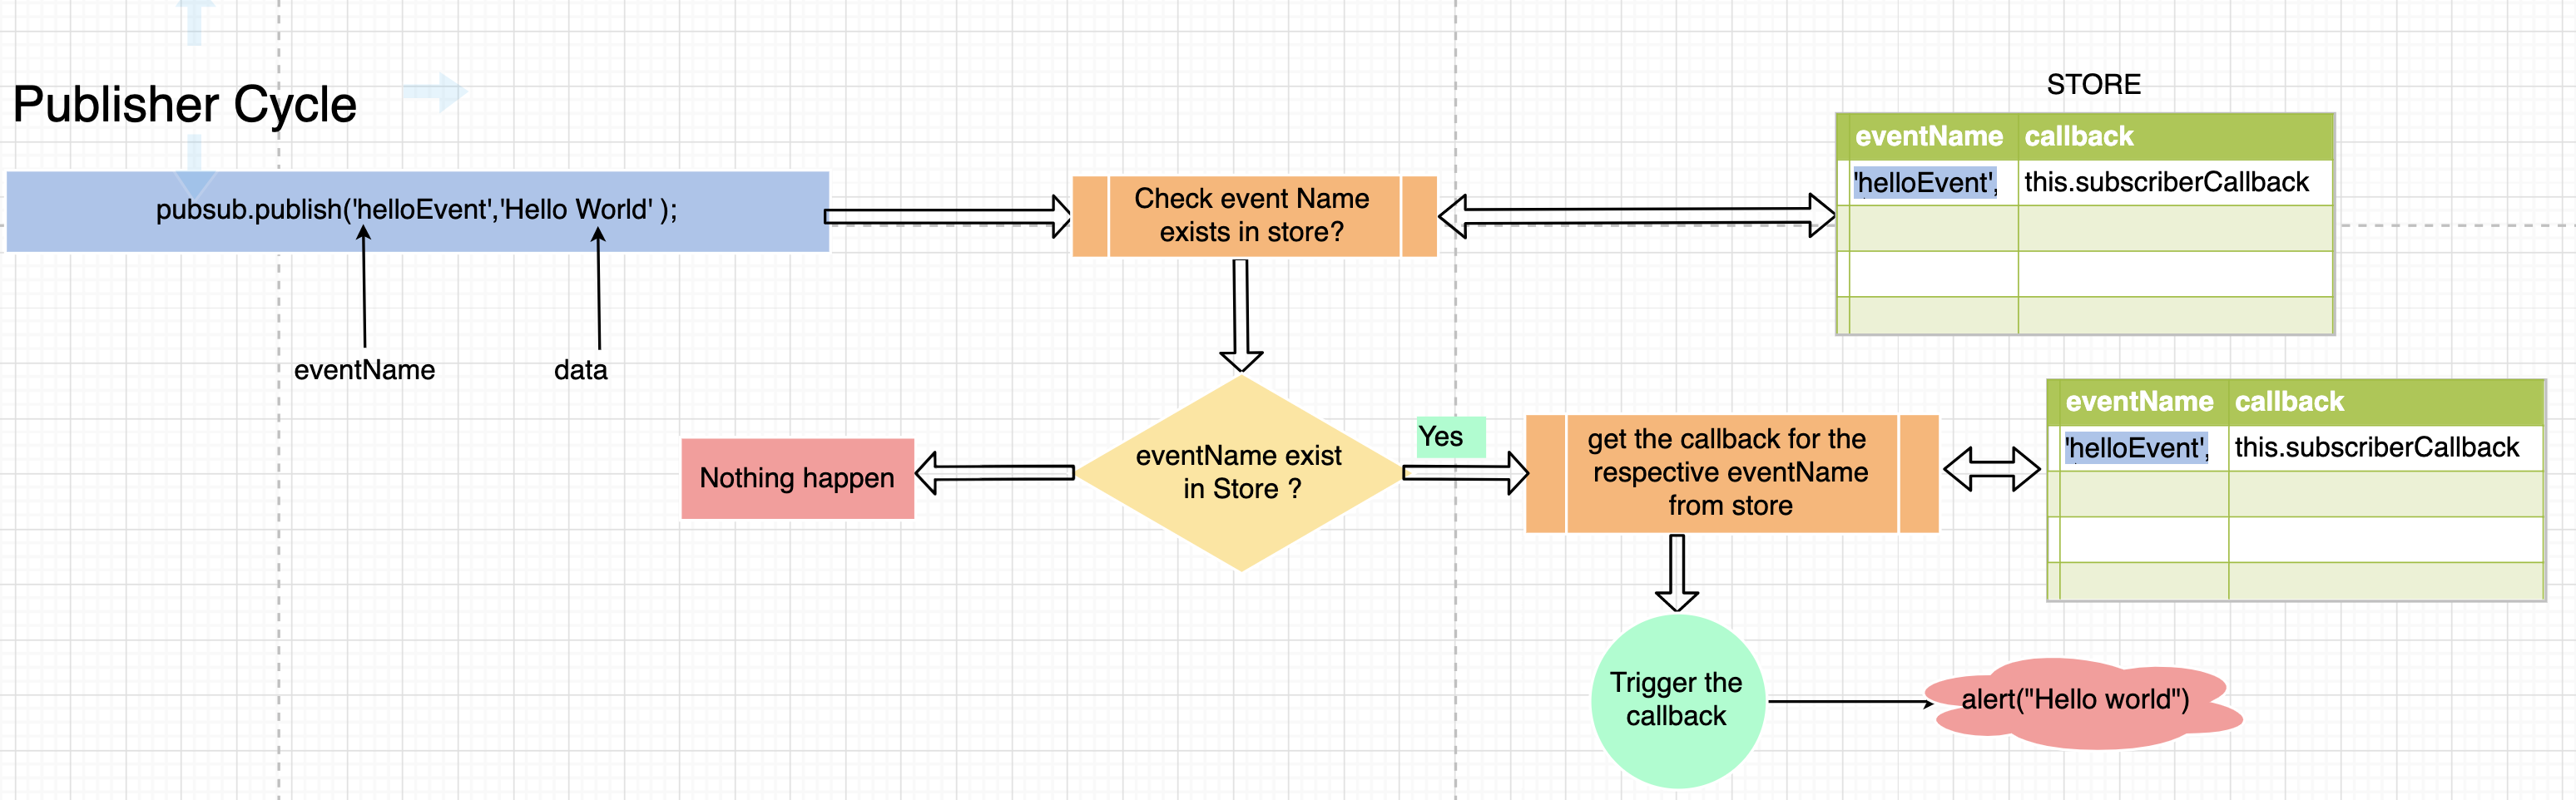 STORE
Publisher Cycle
eventName callback
'helloEvent', this.subscriberCallback
pubsub.publish('helloEvent','Hello World' );
Check event Name
exists in store?
eventName data
eventName callback
'helloEvent', this.subscriberCallback
Nothing happen
eventName exist
in Store ?
Yes
get the callback for the
respective eventName
from store
Trigger the
callback
alert("Hello world")